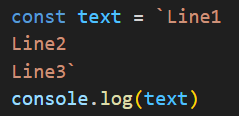 const text = `Line1
Line2
Line3`
console.log(text)